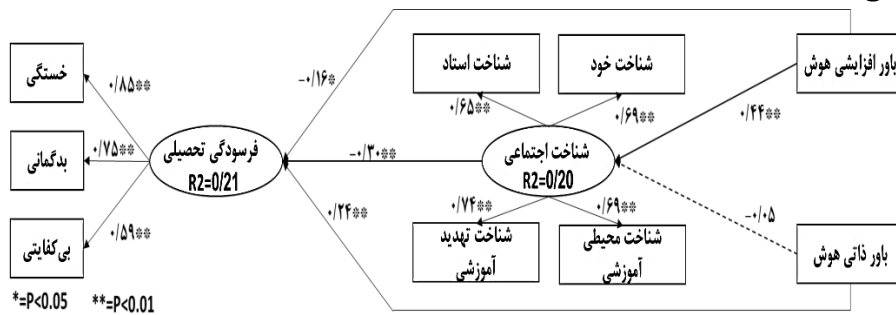 باور افزایشی هوش
باور ذاتی هوش
شناخت خود
شناخت استاد
شناخت اجتماعی
R2=0/20
شناخت محیطی
آموزشی
شناخت تهدید
آموزشی
فرسودگی تحصیلی
R2=0/21
خستگی
بدگمانی
بی‌کفایتی
۰/۴۴**
-۰/۰۵
۰/۶۹**
۰/۶۵**
۰/۶۹**
۰/۷۴**
-۰/۱۶*
-۰/۳۰**
۰/۲۴**
۰/۸۵**
۰/۷۵**
۰/۵۹**
*=P<0.05 **=P<0.01